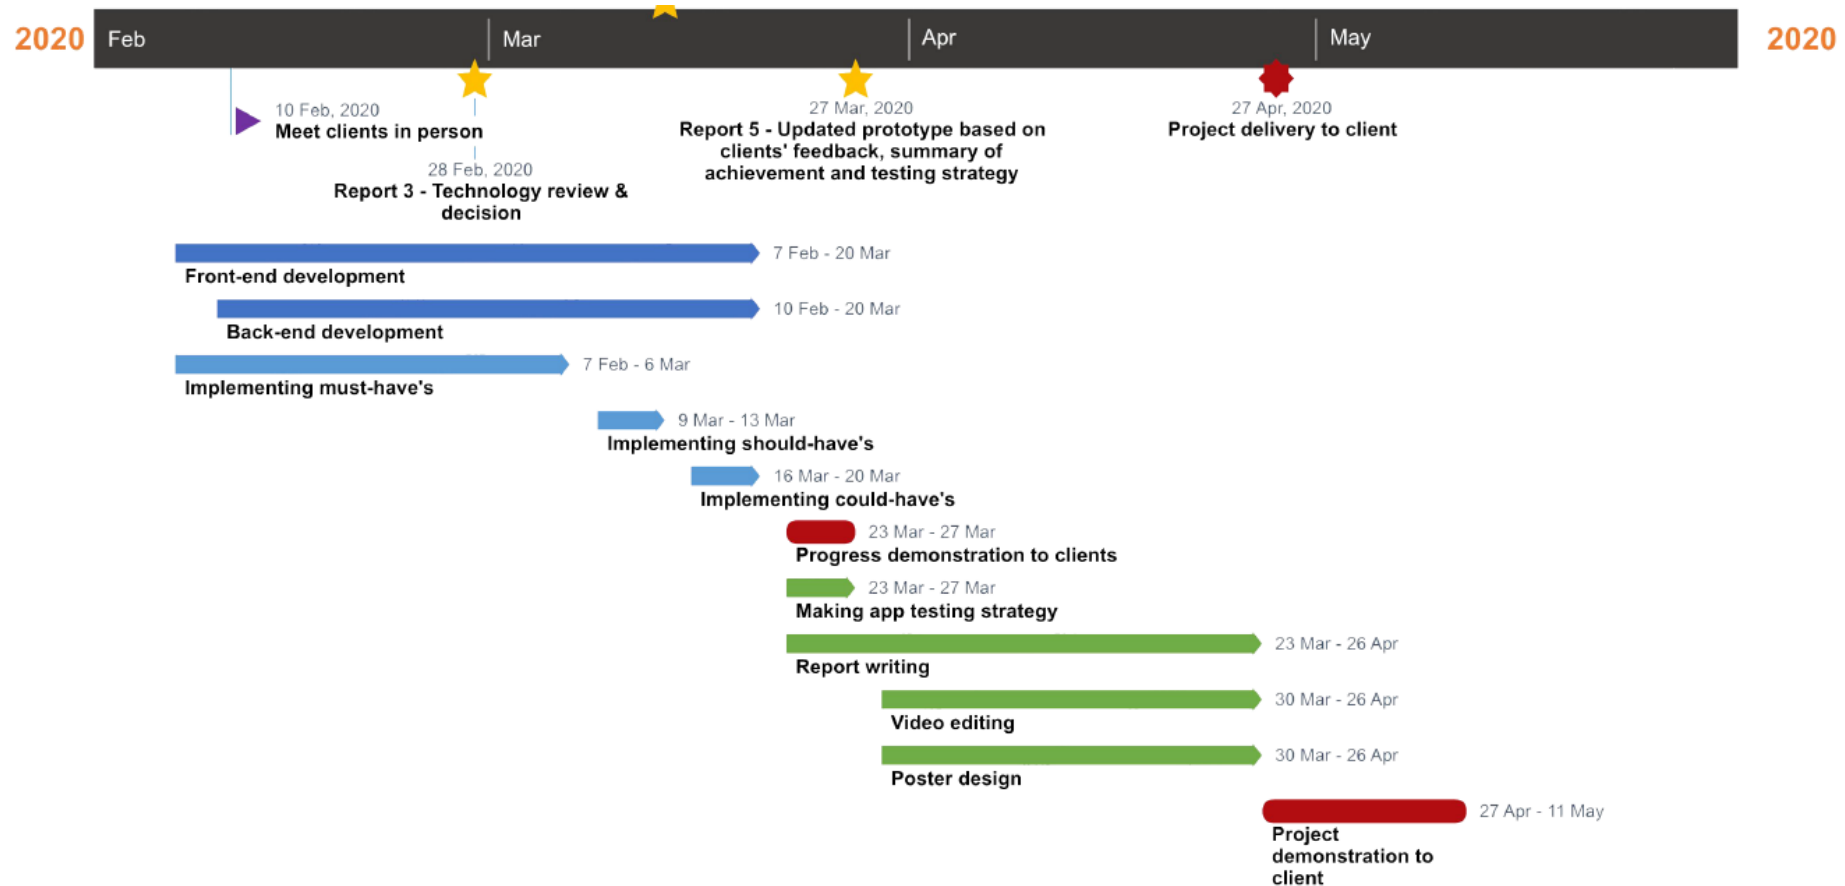 2020 Feb Mar Apr May 2020
10 Feb, 2020
Meet clients in person
28 Feb, 2020
Report 3 - Technology review &
decision
27 Mar, 2020
Report 5 - Updated prototype based on
clients' feedback, summary of
achievement and testing strategy
27 Apr, 2020
Project delivery to client
7 Feb - 20 Mar
Front-end development
10 Feb - 20 Mar
Back-end development
7 Feb - 6 Mar
Implementing must-have's
9 Mar - 13 Mar
Implementing should-have's
16 Mar - 20 Mar
Implementing could-have's
23 Mar - 27 Mar
Progress demonstration to clients
23 Mar - 27 Mar
Making app testing strategy
23 Mar - 26 Apr
Report writing
30 Mar - 26 Apr
Video editing
30 Mar - 26 Apr
Poster design
27 Apr - 11 May
Project
demonstration to
client